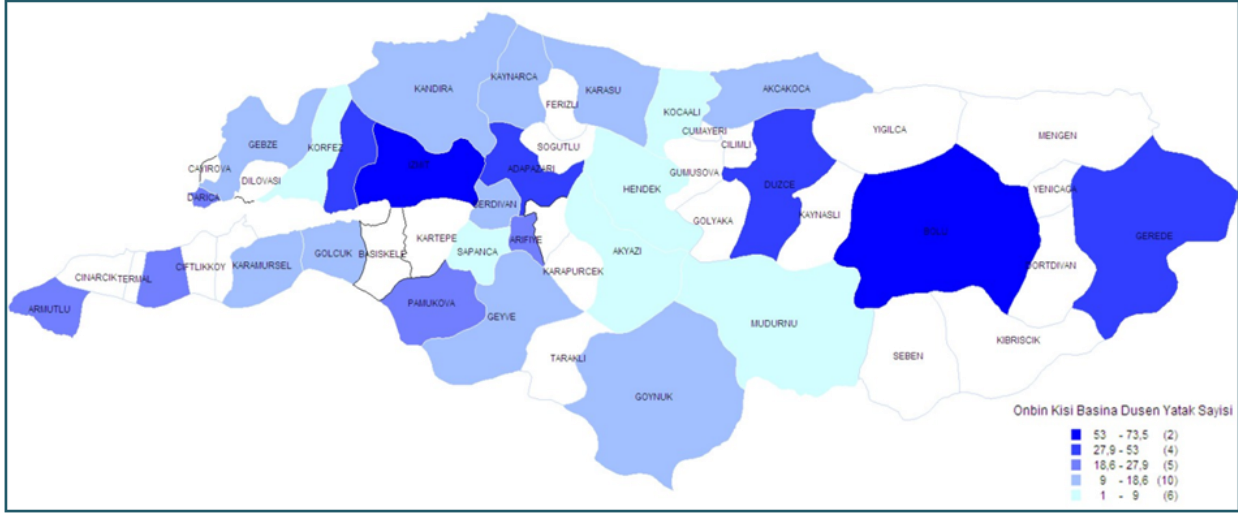 KANDIRA
KAYNARCA
KARASU
FERIZLI
AKCAKOCA
KOCAALI
CUMAYERI
CILIMLI
YIGILCA
MENGEN
GEBZE
KORFEZ
IZMIT
ADAPAZARI
SOGUTLU
CAYIROVA
DILOVASI
DARICA
HENDEK
GUMUSOVA
DUZCE
GOLYAKA
KAYNASLI
YENICAGA
SERDIVAN
BOLU
GEREDE
KARTEPE
ARIFIYE
GOLCUK
BASISKELE
SAPANCA
AKYAZI
DORTDIVAN
CINARCIK
TERMAL
CIFTLIKKOY
KARAMURSEL
KARAPURCEK
ARMUTLU
PAMUKOVA
GEYVE
MUDURNU
KIBRISCIK
TARAKLI
SEBEN
GOYNUK
Onbin Kisi Basina Dusen Yatak Sayisi
53 - 73,5 (2)
27,9 - 53 (4)
18,6 - 27,9 (5)
9 - 18,6 (10)
1 - 9 (6)